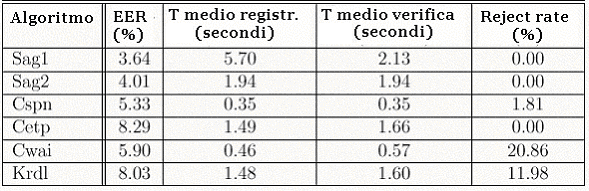 Algoritmo EER (%) T medio registr. (secondi) T medio verifica (secondi) Reject rate (%)
Sag1 3.64 5.70 2.13 0.00
Sag2 4.01 1.94 1.94 0.00
Cspn 5.33 0.35 0.35 1.81
Cetp 8.29 1.49 1.66 0.00
Cwai 5.90 0.46 0.57 20.86
Krdl 8.03 1.48 1.60 11.98